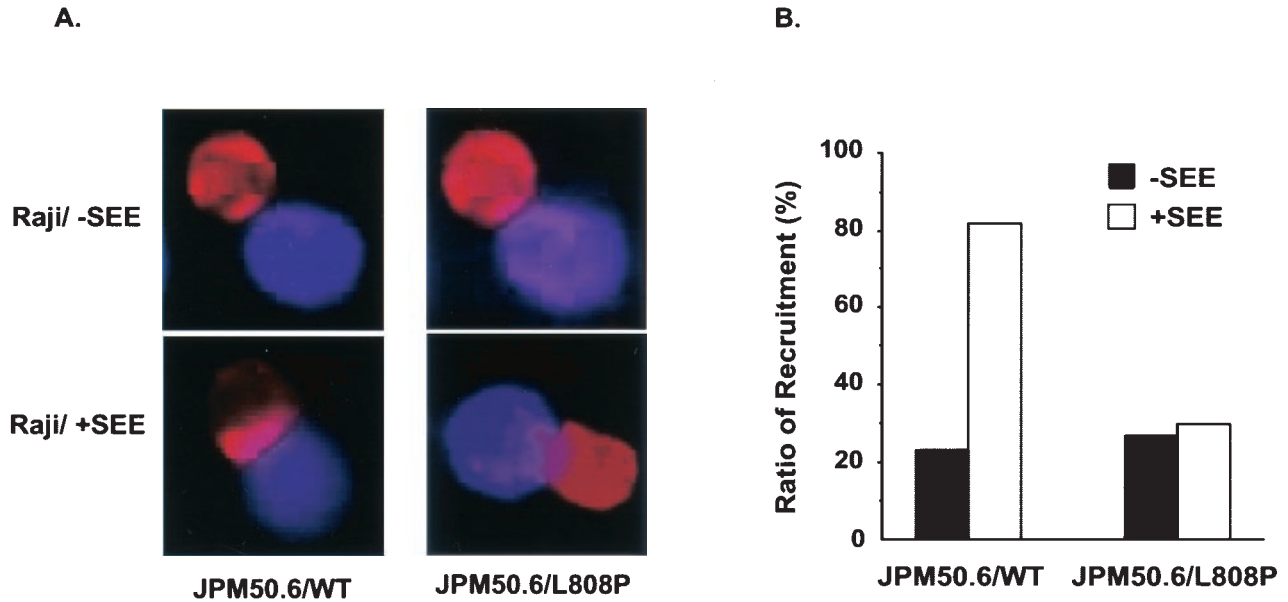 A.
Raji/ -SEE
Raji/ +SEE
JPM50.6/WT
JPM50.6/L808P
B.
Ratio of Recruitment (%)
100
80
60
40
20
0
-SEE
+SEE
JPM50.6/WT
JPM50.6/L808P